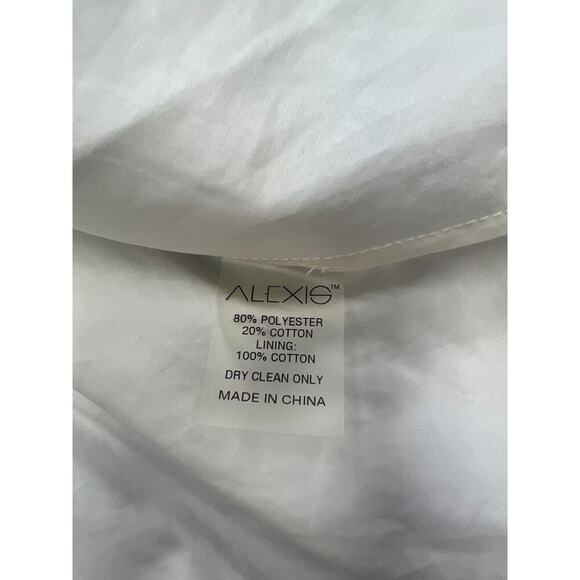 ALEXIS™
80% POLYESTER
20% COTTON
LINING:
100% COTTON
DRY CLEAN ONLY
MADE IN CHINA